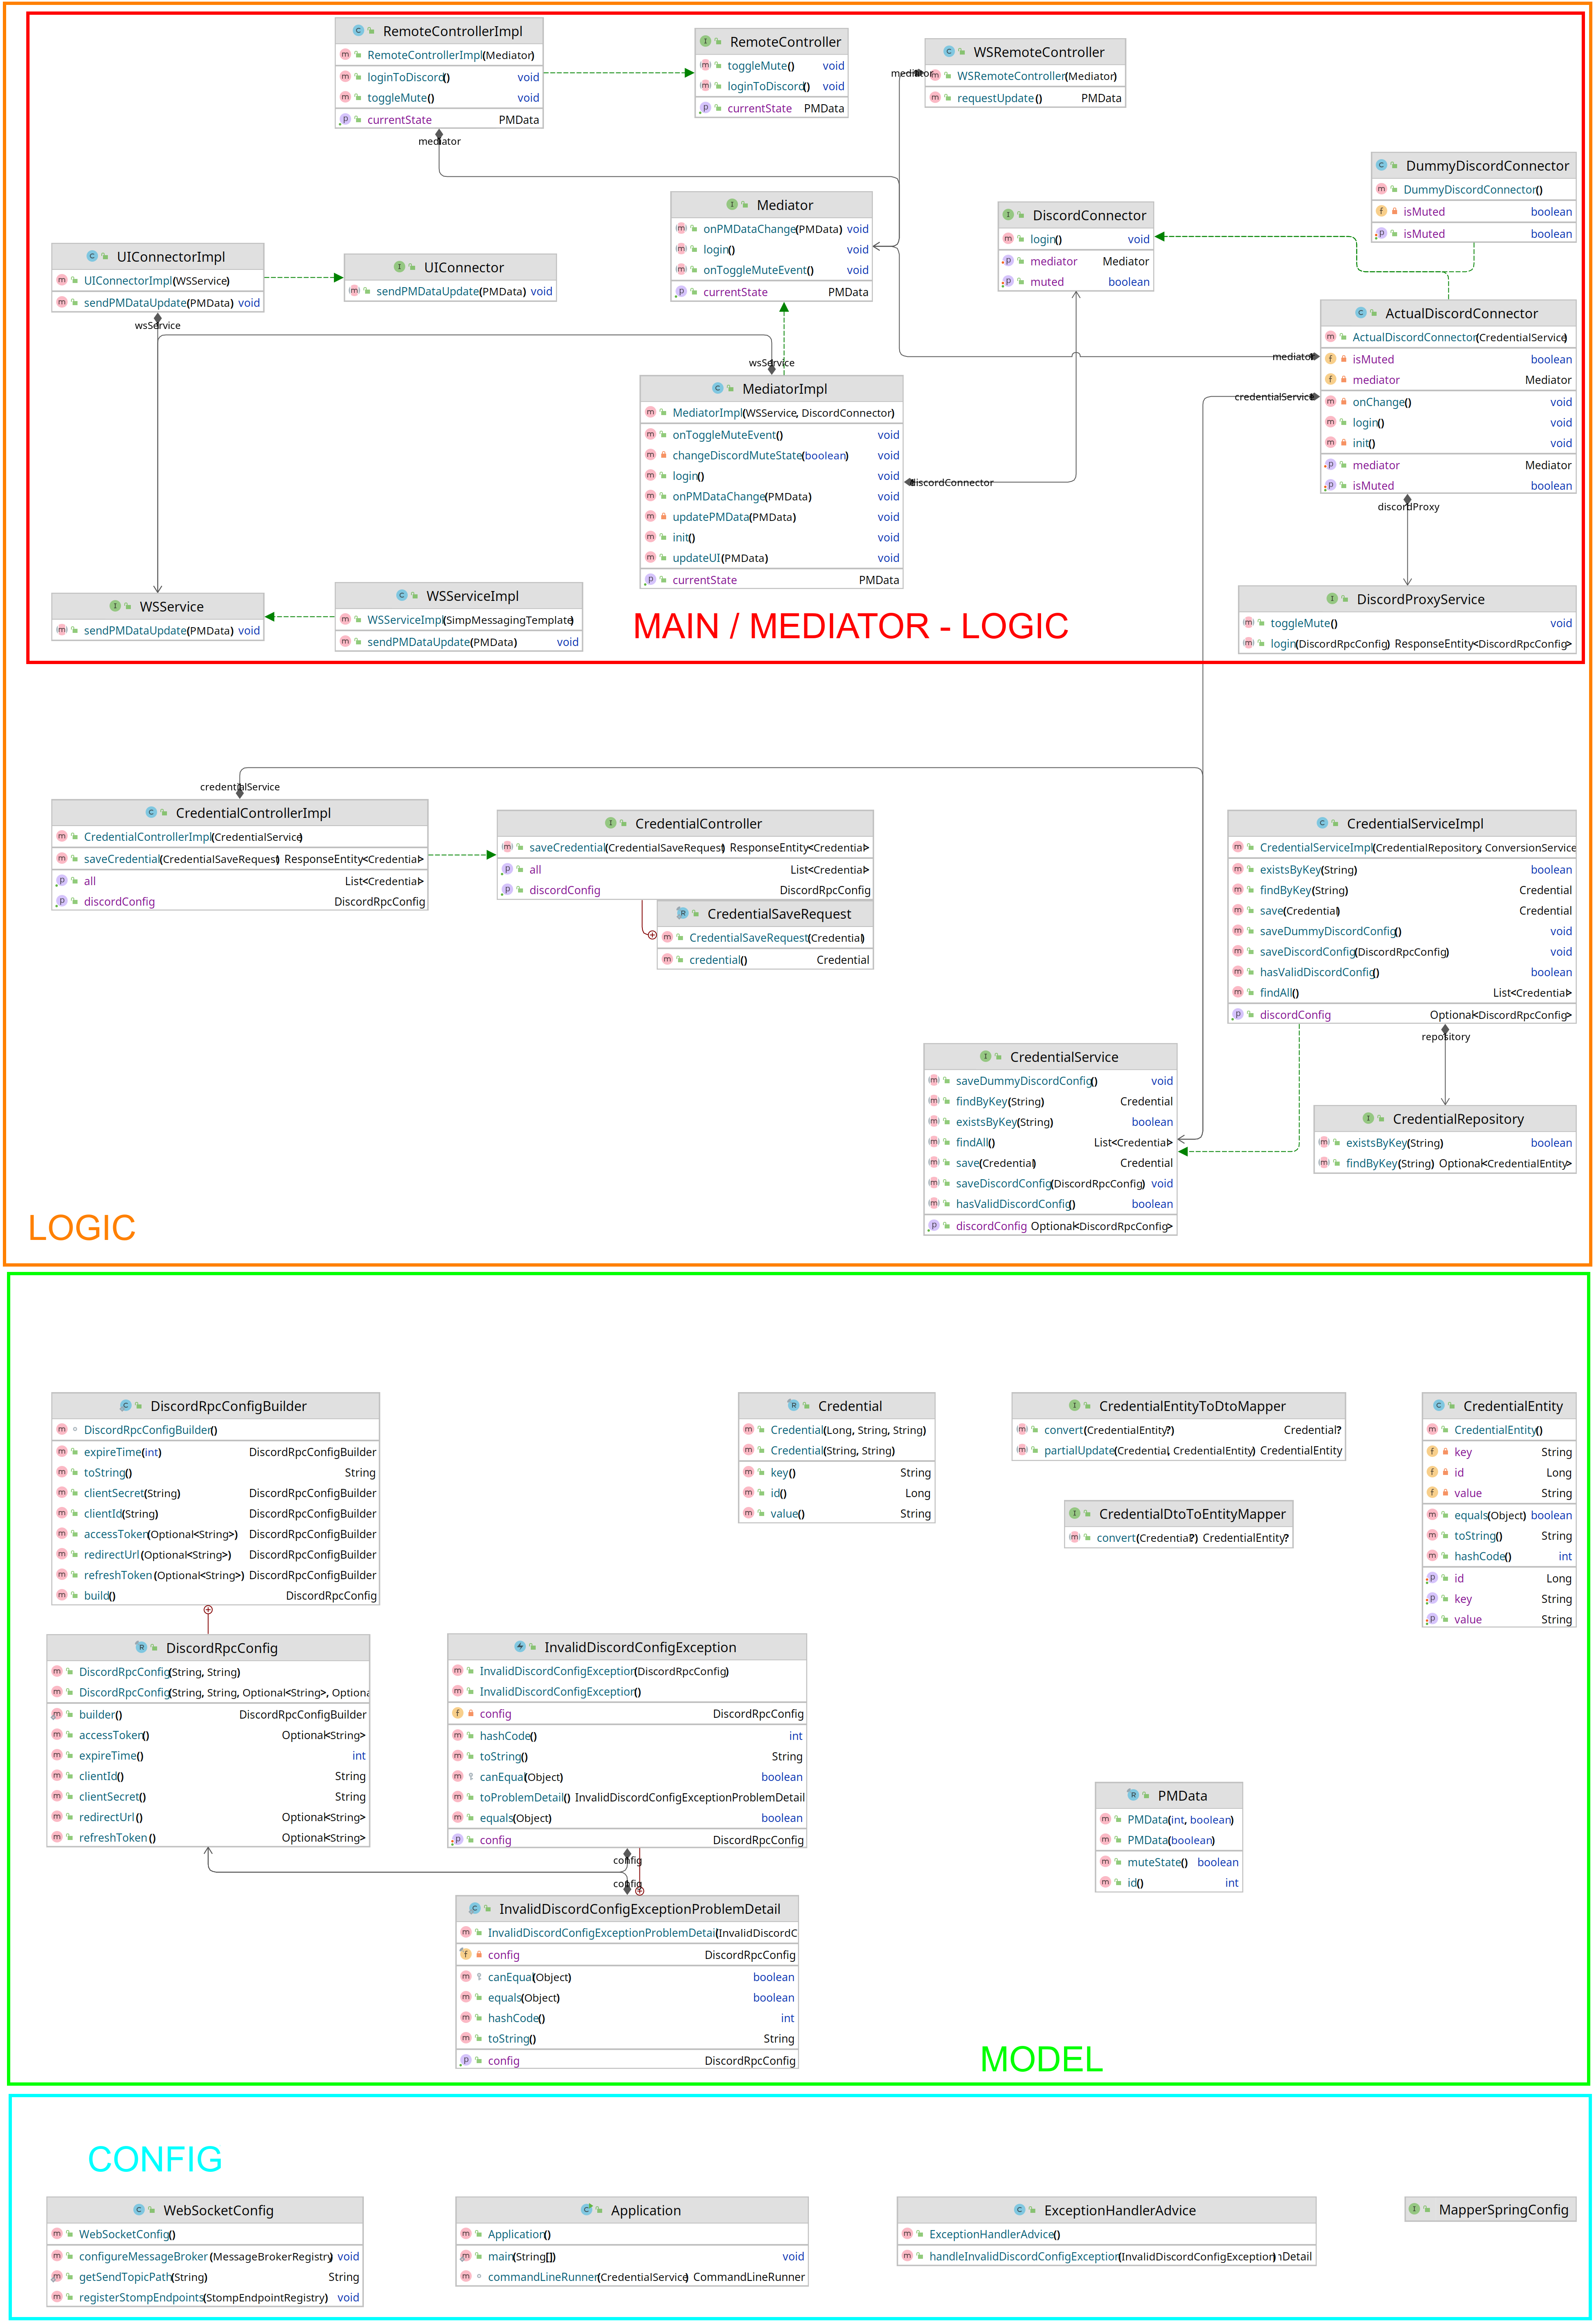 RemoteControllerImpl
RemoteControllerImpl(Mediator)
loginToDiscord() void
toggleMute() void
currentState PMData
mediator
RemoteController
toggleMute() void
loginToDiscord() void
currentState PMData
WSRemoteController
mediator
WSRemoteController(Mediator)
requestUpdate() PMData
DummyDiscordConnector
DummyDiscordConnector()
isMuted boolean
isMuted boolean
Mediator
onPMDataChange(PMData) void
login() void
onToggleMuteEvent() void
currentState PMData
DiscordConnector
login() void
mediator Mediator
muted boolean
UIConnectorImpl
UIConnectorImpl(WSService)
sendPMDataUpdate(PMData) void
wsService
UIConnector
sendPMDataUpdate(PMData) void
ActualDiscordConnector
ActualDiscordConnector(CredentialService)
mediator
isMuted boolean
mediator Mediator
credentialService
onChange() void
login() void
init() void
mediator Mediator
isMuted boolean
discordProxy
wsService
MediatorImpl
MediatorImpl(WSService, DiscordConnector)
onToggleMuteEvent() void
changeDiscordMuteState(boolean) void
login() void
discordConnector
onPMDataChange(PMData) void
updatePMData(PMData) void
init() void
updateUI(PMData) void
currentState PMData
WSService
sendPMDataUpdate(PMData) void
WSServiceImpl
WSServiceImpl(SimpMessagingTemplate)
sendPMDataUpdate(PMData) void
DiscordProxyService
toggleMute() void
login(DiscordRpcConfig) ResponseEntity<DiscordRpcConfig>
MAIN / MEDIATOR - LOGIC
credentialService
CredentialControllerImpl
CredentialControllerImpl(CredentialService)
saveCredential(CredentialSaveRequest) ResponseEntity<Credential>
all List<Credential>
discordConfig DiscordRpcConfig
CredentialController
saveCredential(CredentialSaveRequest) ResponseEntity<Credential>
all List<Credential>
discordConfig DiscordRpcConfig
CredentialSaveRequest
CredentialSaveRequest(Credential)
credential() Credential
CredentialServiceImpl
CredentialServiceImpl(CredentialRepository, ConversionService
existsByKey(String) boolean
findByKey(String) Credential
save(Credential) Credential
saveDummyDiscordConfig() void
saveDiscordConfig(DiscordRpcConfig) void
hasValidDiscordConfig() boolean
findAll() List<Credential>
discordConfig Optional<DiscordRpcConfig>
repository
CredentialService
saveDummyDiscordConfig() void
findByKey(String) Credential
existsByKey(String) boolean
findAll() List<Credential>
save(Credential) Credential
saveDiscordConfig(DiscordRpcConfig) void
hasValidDiscordConfig() boolean
discordConfig Optional<DiscordRpcConfig>
CredentialRepository
existsByKey(String) boolean
findByKey(String) Optional<CredentialEntity>
LOGIC
DiscordRpcConfigBuilder
DiscordRpcConfigBuilder()
expireTime(int) DiscordRpcConfigBuilder
toString() String
clientSecret(String) DiscordRpcConfigBuilder
clientId(String) DiscordRpcConfigBuilder
accessToken(Optional<String>) DiscordRpcConfigBuilder
redirectUrl(Optional<String>) DiscordRpcConfigBuilder
refreshToken(Optional<String>) DiscordRpcConfigBuilder
build() DiscordRpcConfig
Credential
Credential(Long, String, String)
Credential(String, String)
key() String
id() Long
value() String
CredentialEntityToDtoMapper
convert(CredentialEntity?) Credential?
partialUpdate(Credential, CredentialEntity) CredentialEntity
CredentialDtoToEntityMapper
convert(Credential?) CredentialEntity?
CredentialEntity
CredentialEntity()
key String
id Long
value String
equals(Object) boolean
toString() String
hashCode() int
id Long
key String
value String
DiscordRpcConfig
DiscordRpcConfig(String, String)
DiscordRpcConfig(String, String, Optional<String>, Optiona
builder() DiscordRpcConfigBuilder
accessToken() Optional<String>
expireTime() int
clientId() String
clientSecret() String
redirectUrl() Optional<String>
refreshToken() Optional<String>
InvalidDiscordConfigException
InvalidDiscordConfigException(DiscordRpcConfig)
InvalidDiscordConfigException()
config DiscordRpcConfig
hashCode() int
toString() String
canEqual(Object) boolean
toProblemDetail() InvalidDiscordConfigExceptionProblemDetail
equals(Object) boolean
config DiscordRpcConfig
config
config
InvalidDiscordConfigExceptionProblemDetail
InvalidDiscordConfigExceptionProblemDetail(InvalidDiscordC
config DiscordRpcConfig
canEqual(Object) boolean
equals(Object) boolean
hashCode() int
toString() String
config DiscordRpcConfig
PMData
PMData(int, boolean)
PMData(boolean)
muteState() boolean
id() int
MODEL
CONFIG
WebSocketConfig
WebSocketConfig()
configureMessageBroker(MessageBrokerRegistry) void
getSendTopicPath(String) String
registerStompEndpoints(StompEndpointRegistry) void
Application
Application()
main(String[]) void
commandLineRunner(CredentialService) CommandLineRunner
ExceptionHandlerAdvice
ExceptionHandlerAdvice()
handleInvalidDiscordConfigException(InvalidDiscordConfigException) Detail
MapperSpringConfig